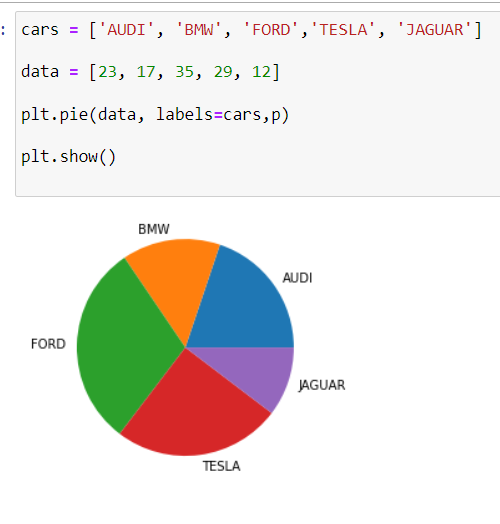 : cars = ['AUDI', 'BMW', 'FORD','TESLA', 'JAGUAR']
data = [23, 17, 35, 29, 12]
plt.pie(data, labels=cars,p)
plt.show()
BMW
AUDI
FORD
JAGUAR
TESLA